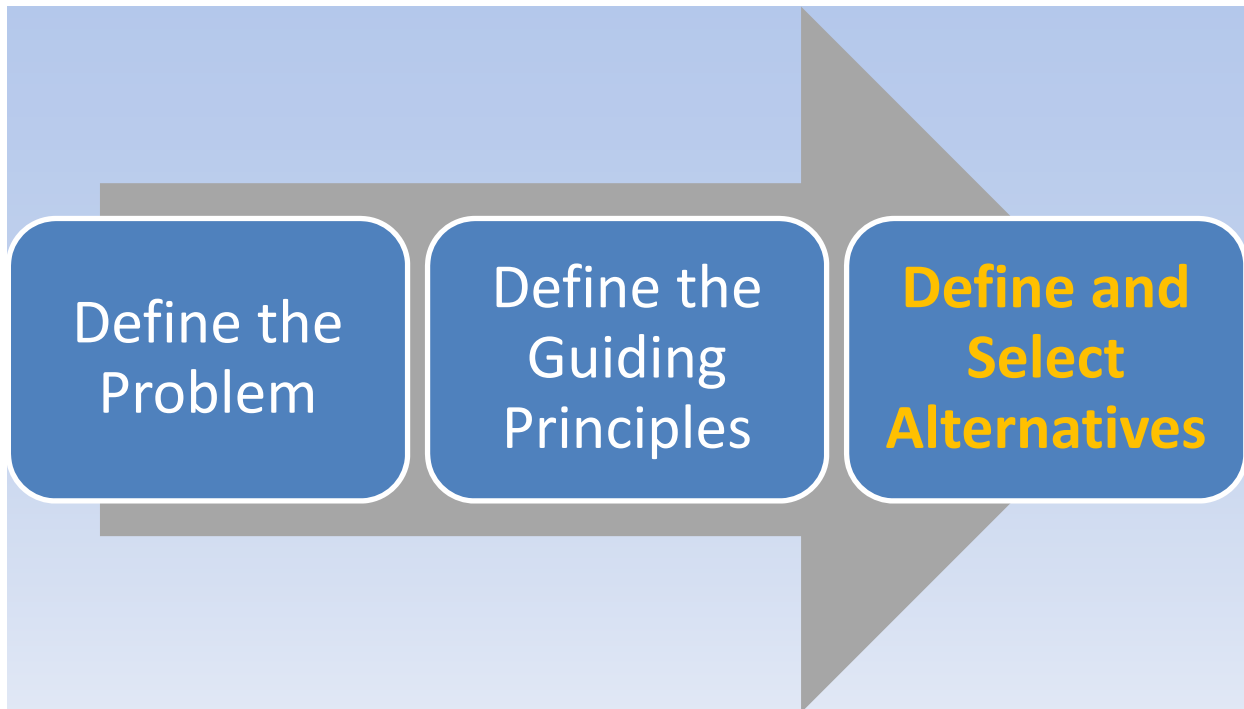 Define the
Problem
Define the
Guiding
Principles
Define and
Select
Alternatives